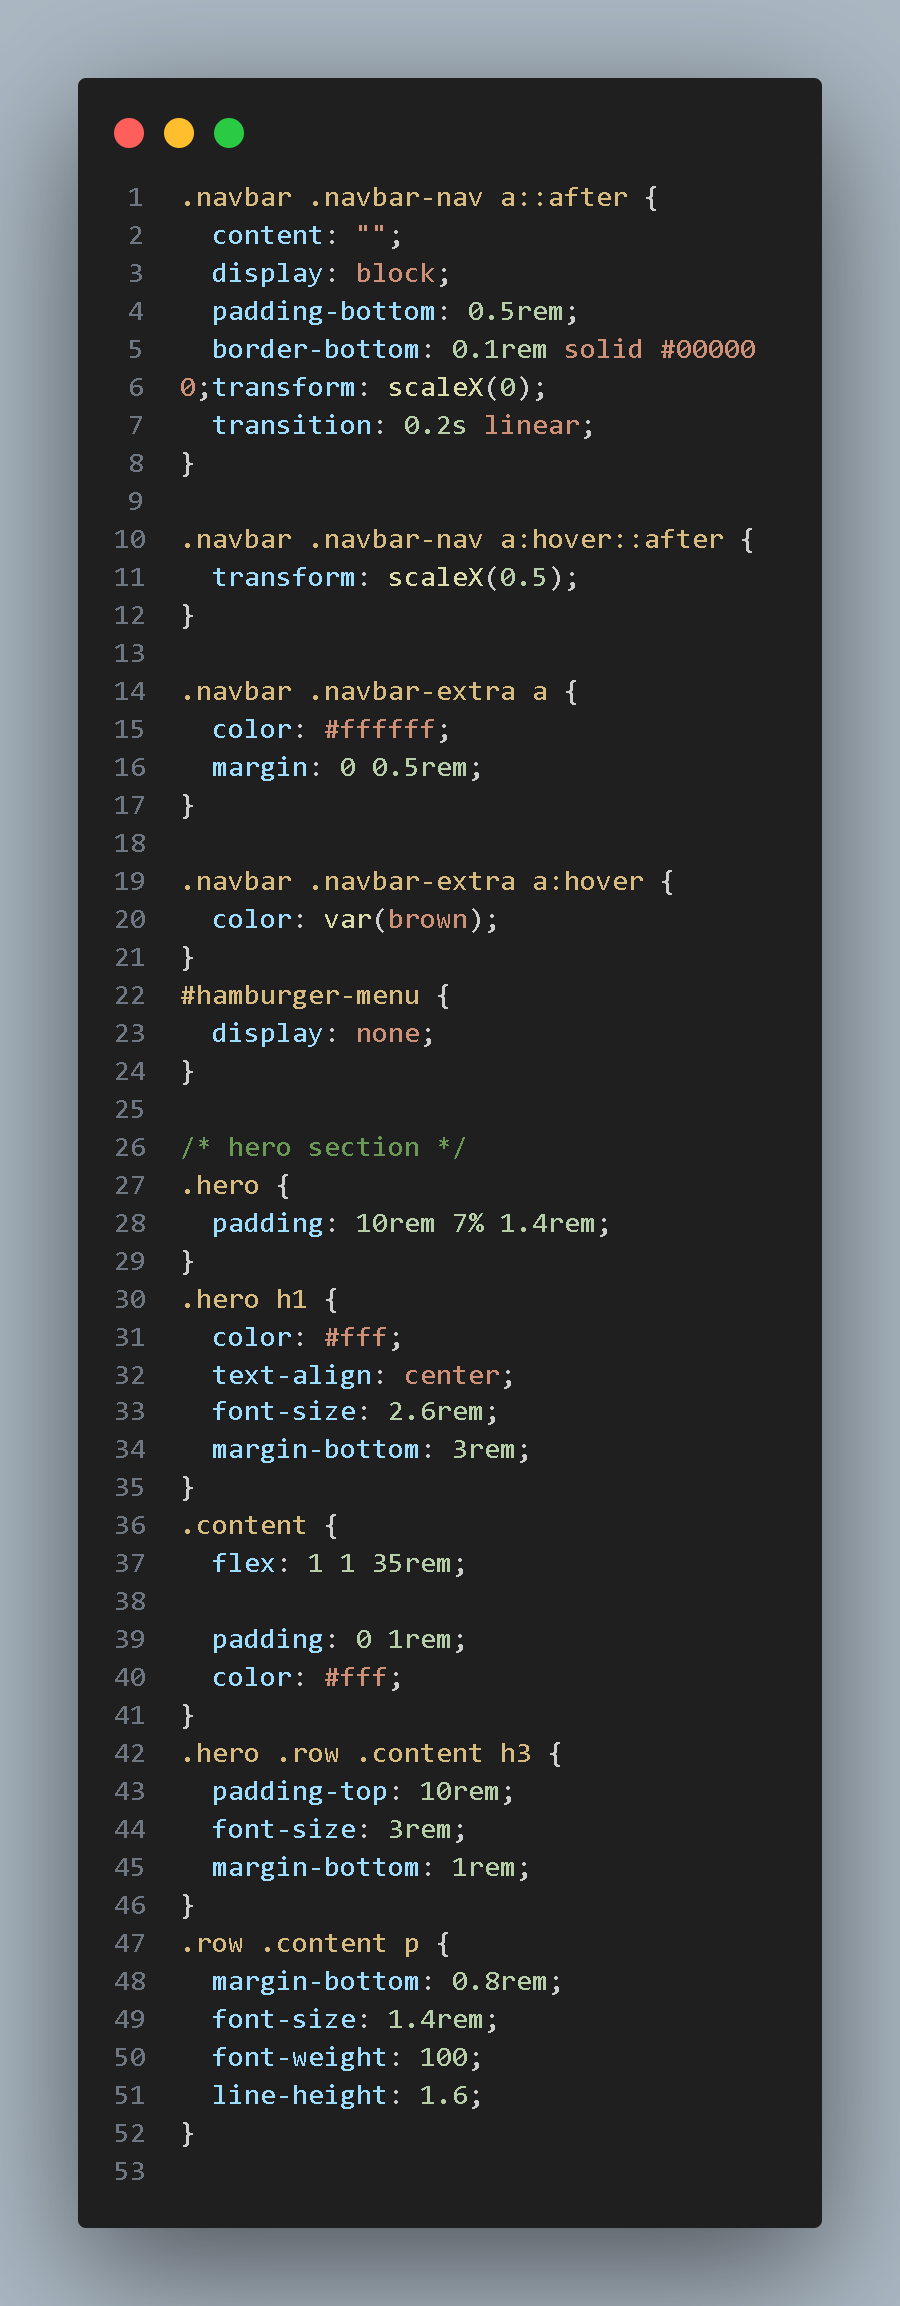 1 .navbar .navbar-nav a::after {
2   content: "";
3   display: block;
4   padding-bottom: 0.5rem;
5   border-bottom: 0.1rem solid #00000
6 0;transform: scaleX(0);
7   transition: 0.2s linear;
8 }
9
10 .navbar .navbar-nav a:hover::after {
11   transform: scaleX(0.5);
12 }
13
14 .navbar .navbar-extra a {
15   color: #ffffff;
16   margin: 0 0.5rem;
17 }
18
19 .navbar .navbar-extra a:hover {
20   color: var(brown);
21 }
22 #hamburger-menu {
23   display: none;
24 }
25
26 /* hero section */
27 .hero {
28   padding: 10rem 7% 1.4rem;
29 }
30 .hero h1 {
31   color: #fff;
32   text-align: center;
33   font-size: 2.6rem;
34   margin-bottom: 3rem;
35 }
36 .content {
37   flex: 1 1 35rem;
38
39   padding: 0 1rem;
40   color: #fff;
41 }
42 .hero .row .content h3 {
43   padding-top: 10rem;
44   font-size: 3rem;
45   margin-bottom: 1rem;
46 }
47 .row .content p {
48   margin-bottom: 0.8rem;
49   font-size: 1.4rem;
50   font-weight: 100;
51   line-height: 1.6;
52 }
53